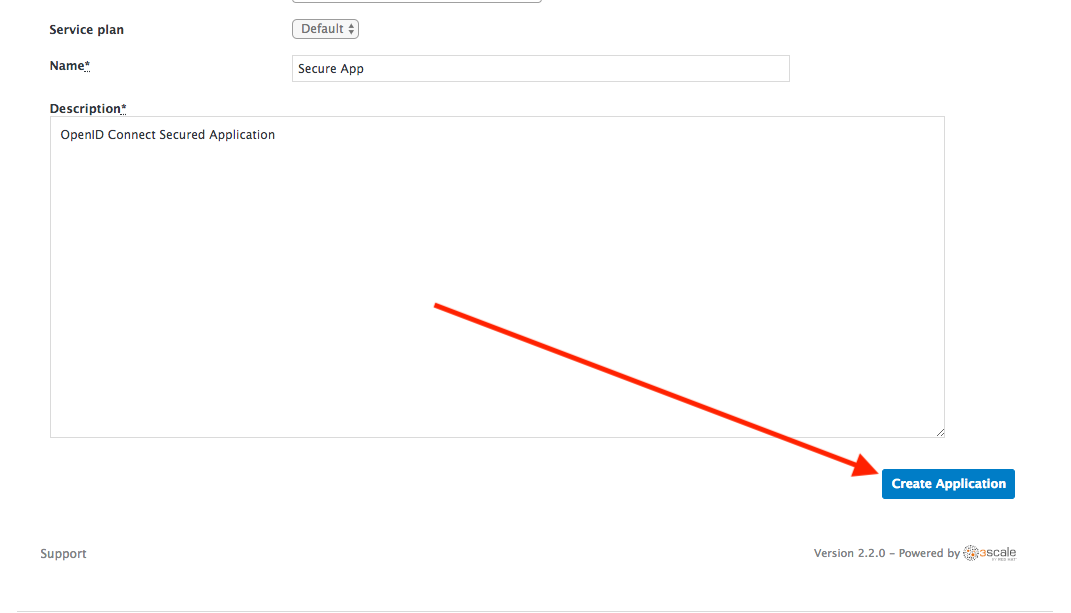 Service plan
Default
Name*
Secure App
Description*
OpenID Connect Secured Application
Create Application
Support
Version 2.2.0 – Powered by 3scale
BY RED HAT